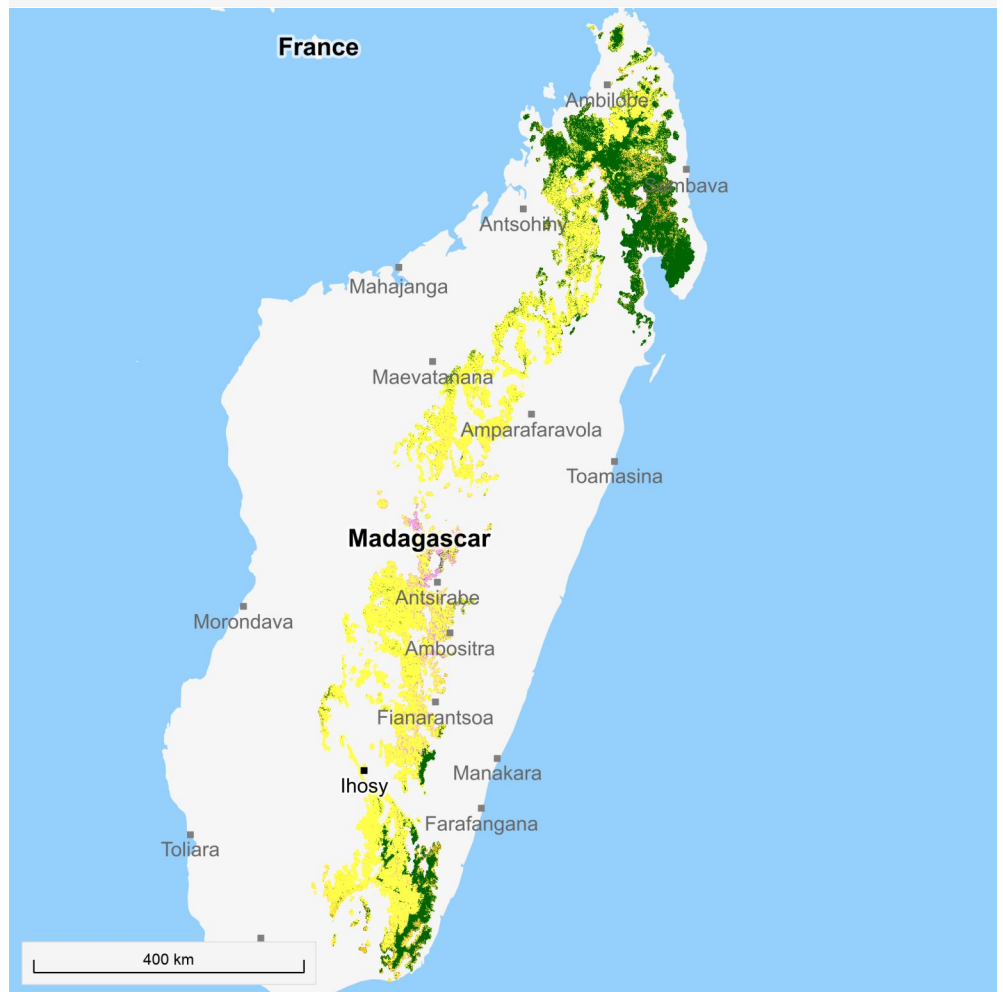 France
Ambilobe
Sambava
Antsohihy
Mahajanga
Maevatanana
Amparafaravola
Toamasina
Madagascar
Antsirabe
Morondava
Ambositra
Fianarantsoa
Manakara
Ihosy
Farafangana
Toliara
400 km